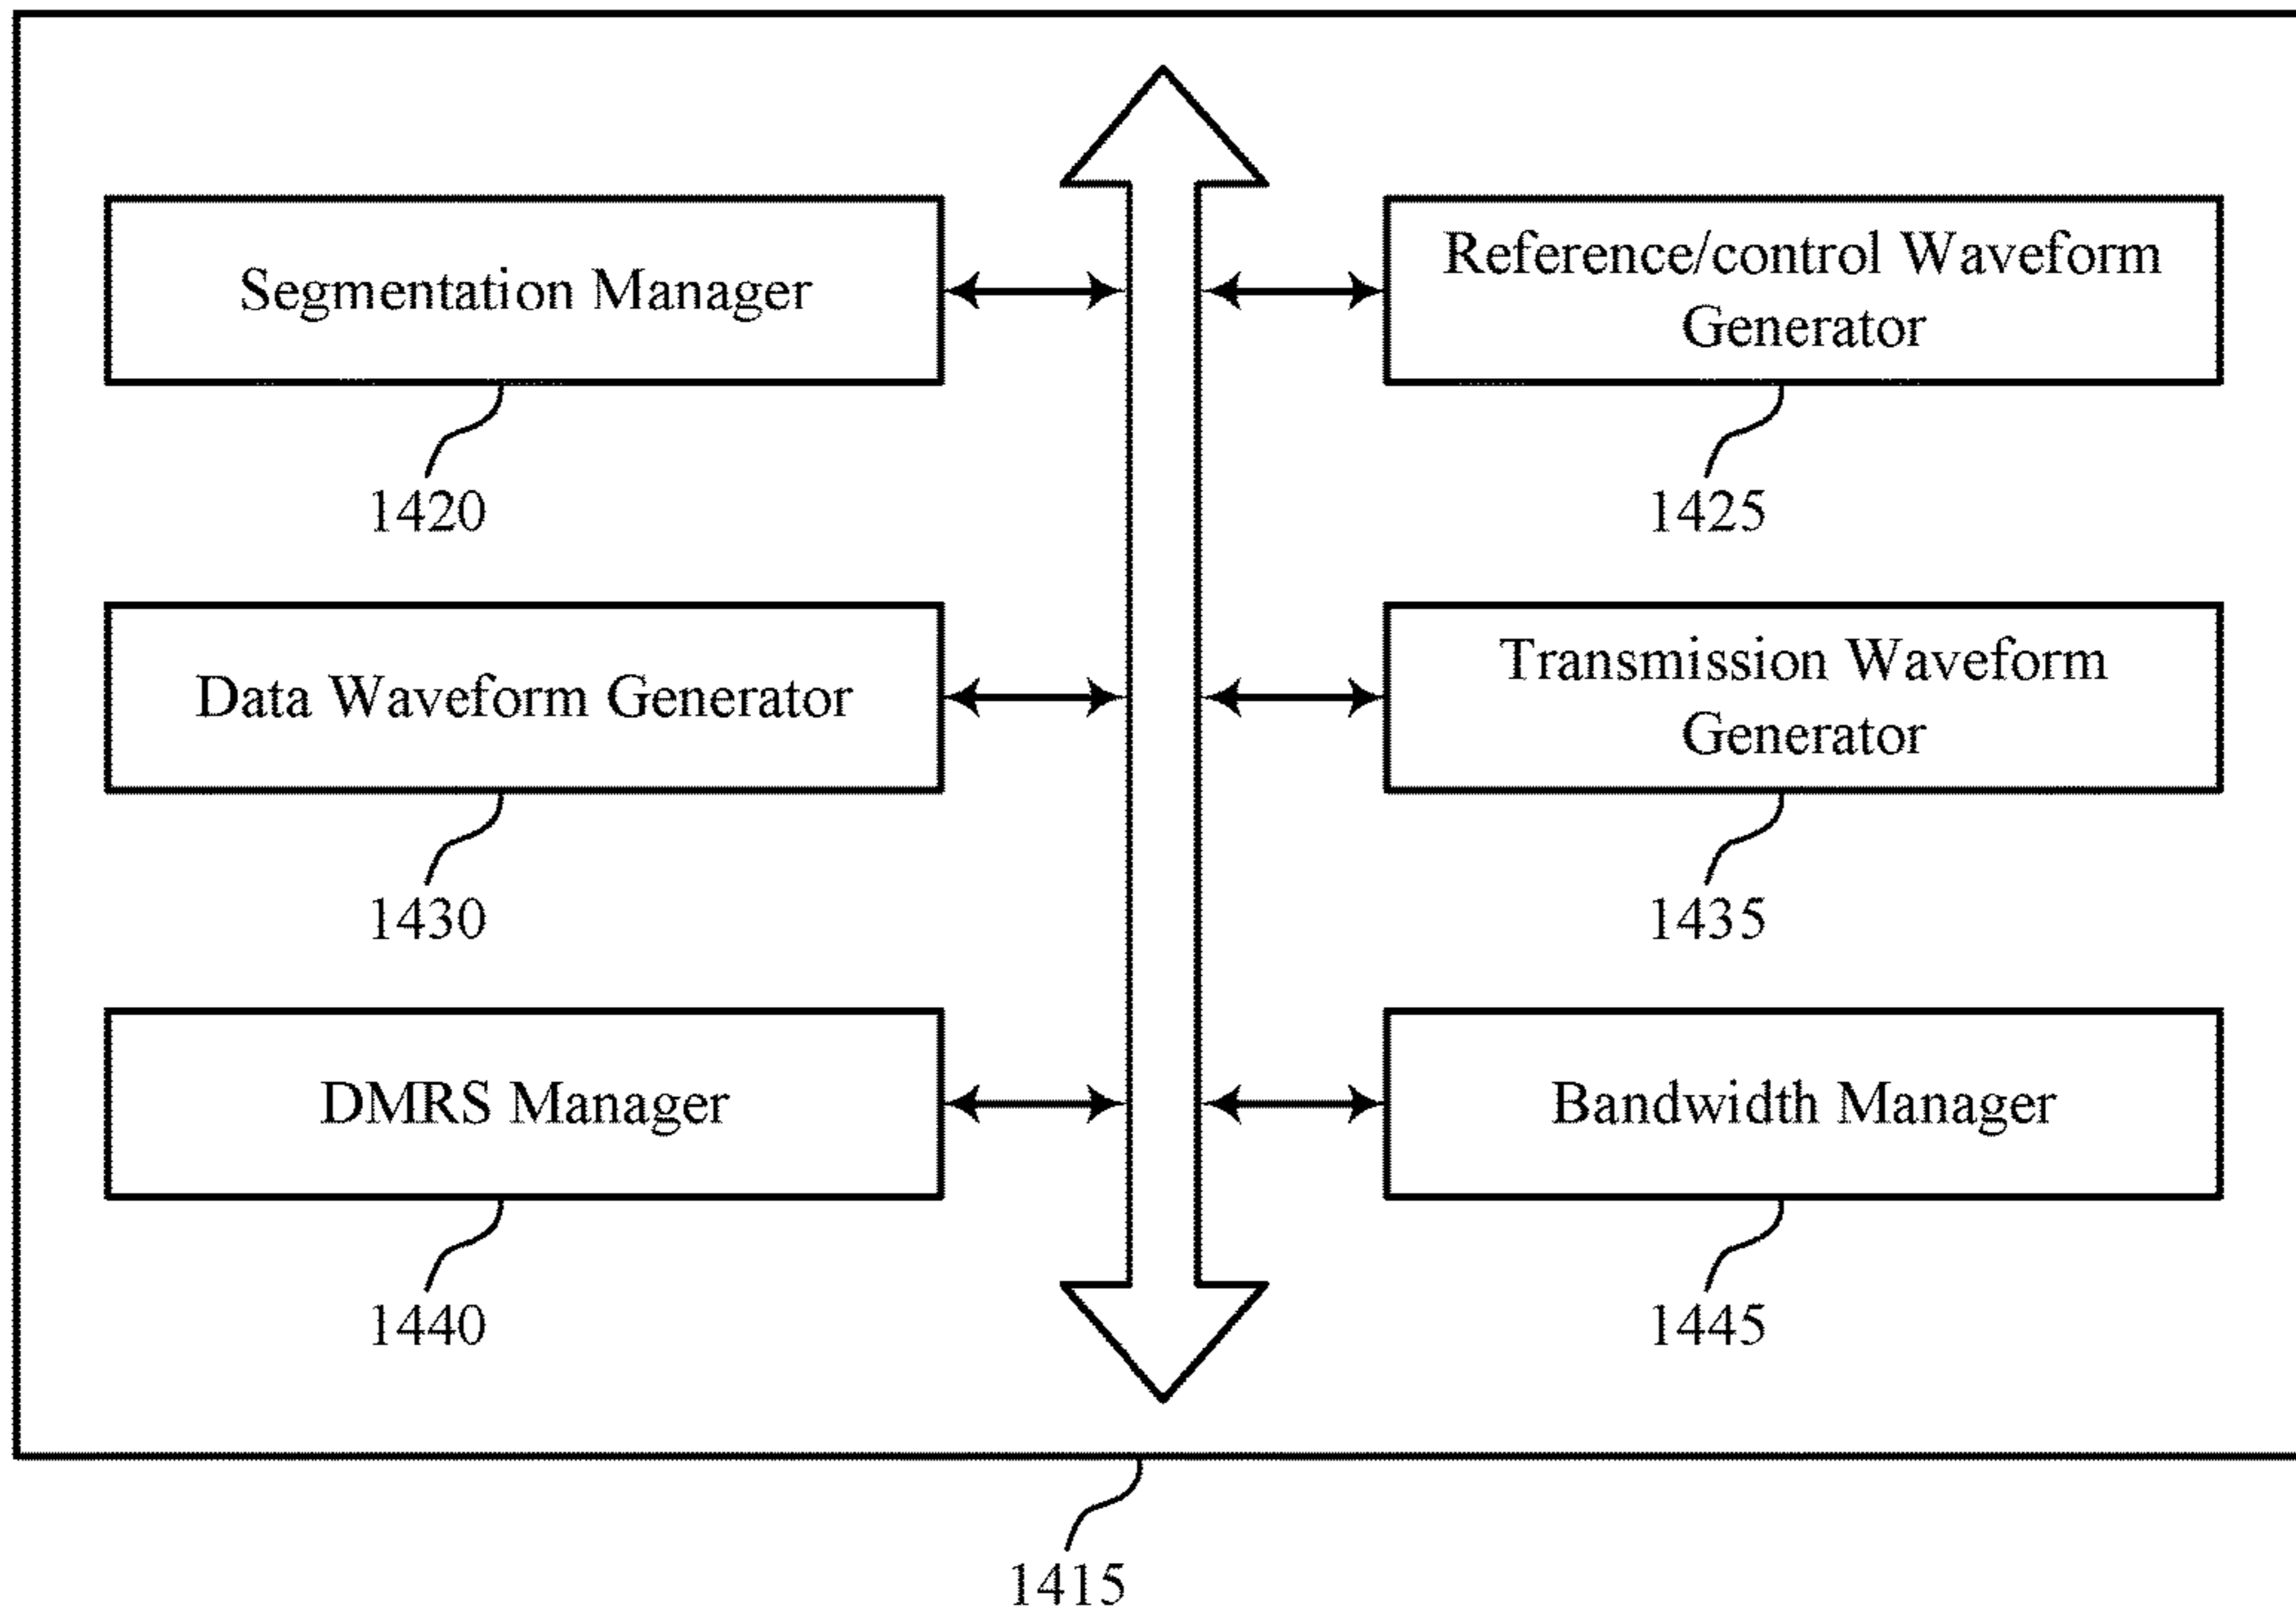 Segmentation Manager
1420
Reference/control Waveform
Generator
1425
Data Waveform Generator
1430
Transmission Waveform
Generator
1435
DMRS Manager
1440
Bandwidth Manager
1445
1415